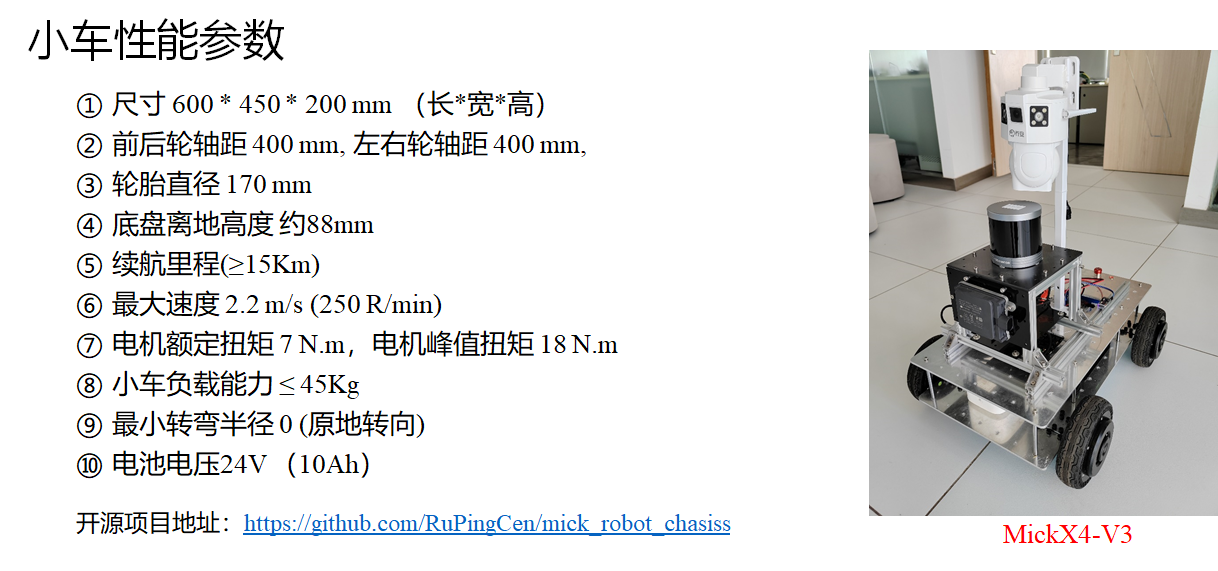 小车性能参数
① 尺寸 600 * 450 * 200 mm （长*宽*高）
② 前后轮轴距 400 mm, 左右轮轴距 400 mm,
③ 轮胎直径 170 mm
④ 底盘离地高度 约88mm
⑤ 续航里程(≥15Km)
⑥ 最大速度 2.2 m/s (250 R/min)
⑦ 电机额定扭矩 7 N.m，电机峰值扭矩 18 N.m
⑧ 小车负载能力 ≤ 45Kg
⑨ 最小转弯半径 0 (原地转向)
⑩ 电池电压24V （10Ah）
开源项目地址：https://github.com/RuPingCen/mick_robot_chasiss
MickX4-V3